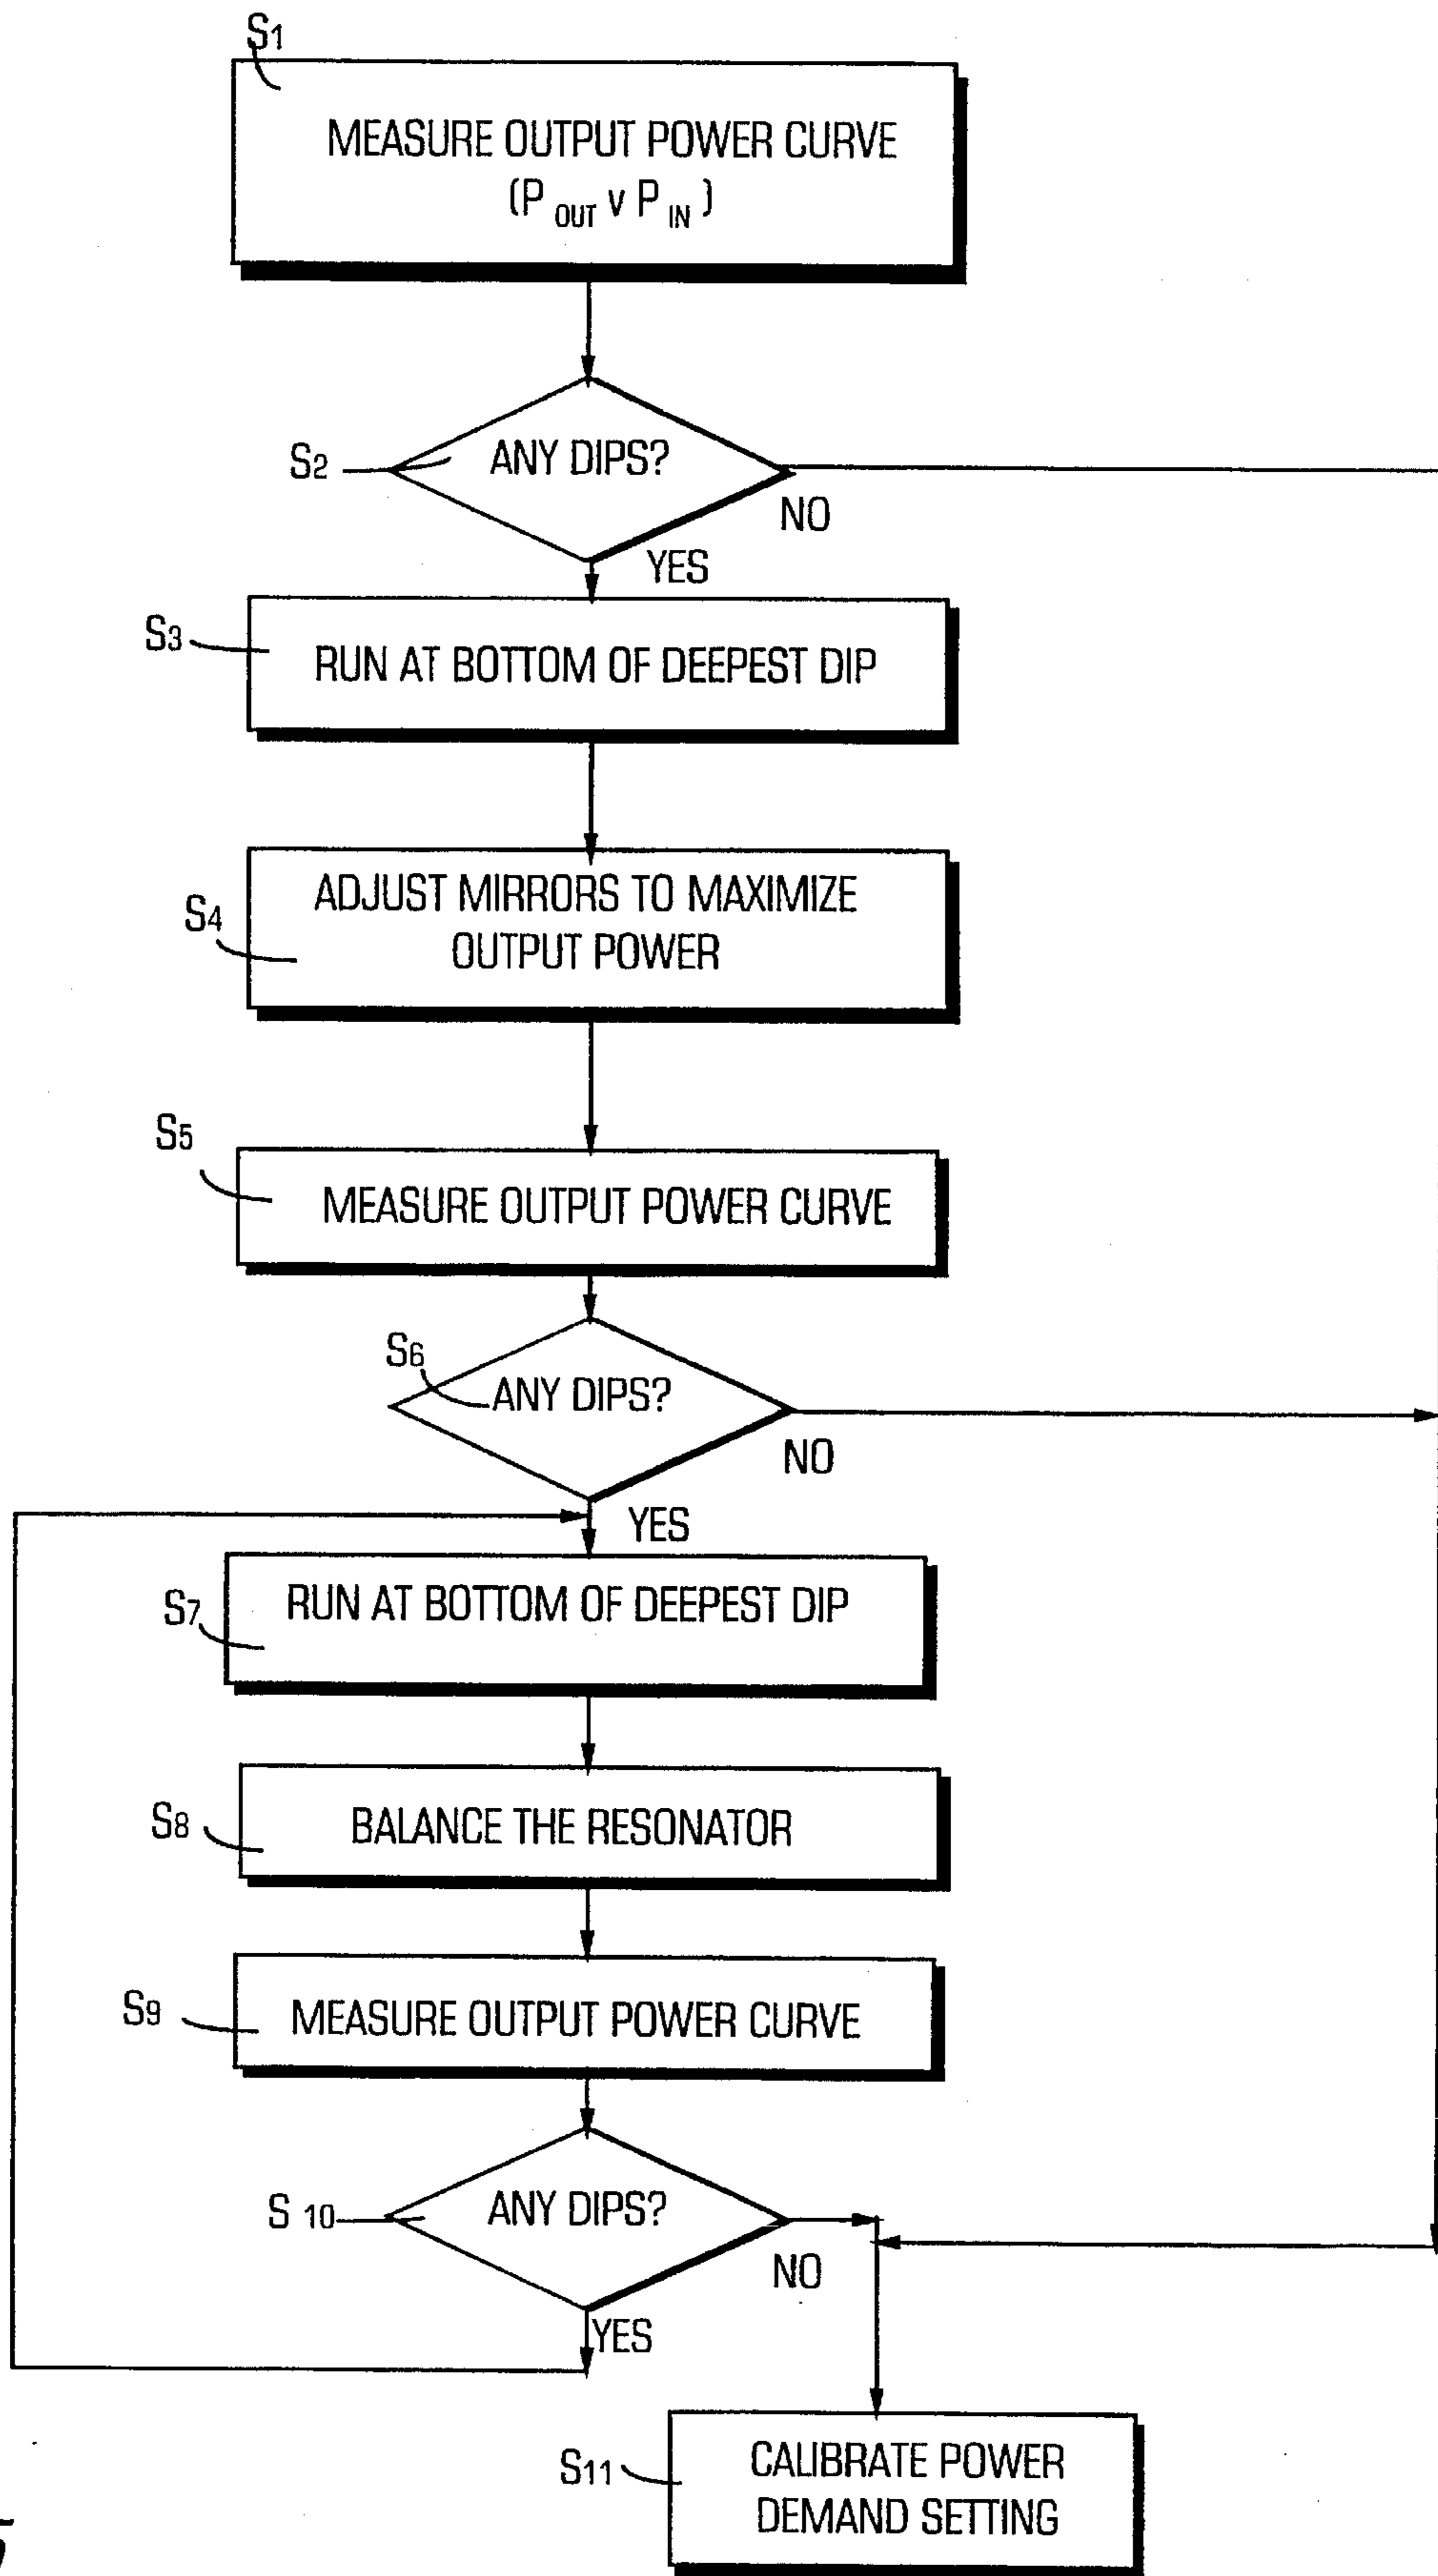 S1
MEASURE OUTPUT POWER CURVE
(P OUT v P IN)
S2
ANY DIPS?
NO
YES
S3
RUN AT BOTTOM OF DEEPEST DIP
S4
ADJUST MIRRORS TO MAXIMIZE
OUTPUT POWER
S5
MEASURE OUTPUT POWER CURVE
S6
ANY DIPS?
NO
YES
S7
RUN AT BOTTOM OF DEEPEST DIP
S8
BALANCE THE RESONATOR
S9
MEASURE OUTPUT POWER CURVE
S 10
ANY DIPS?
NO
YES
S11
CALIBRATE POWER
DEMAND SETTING